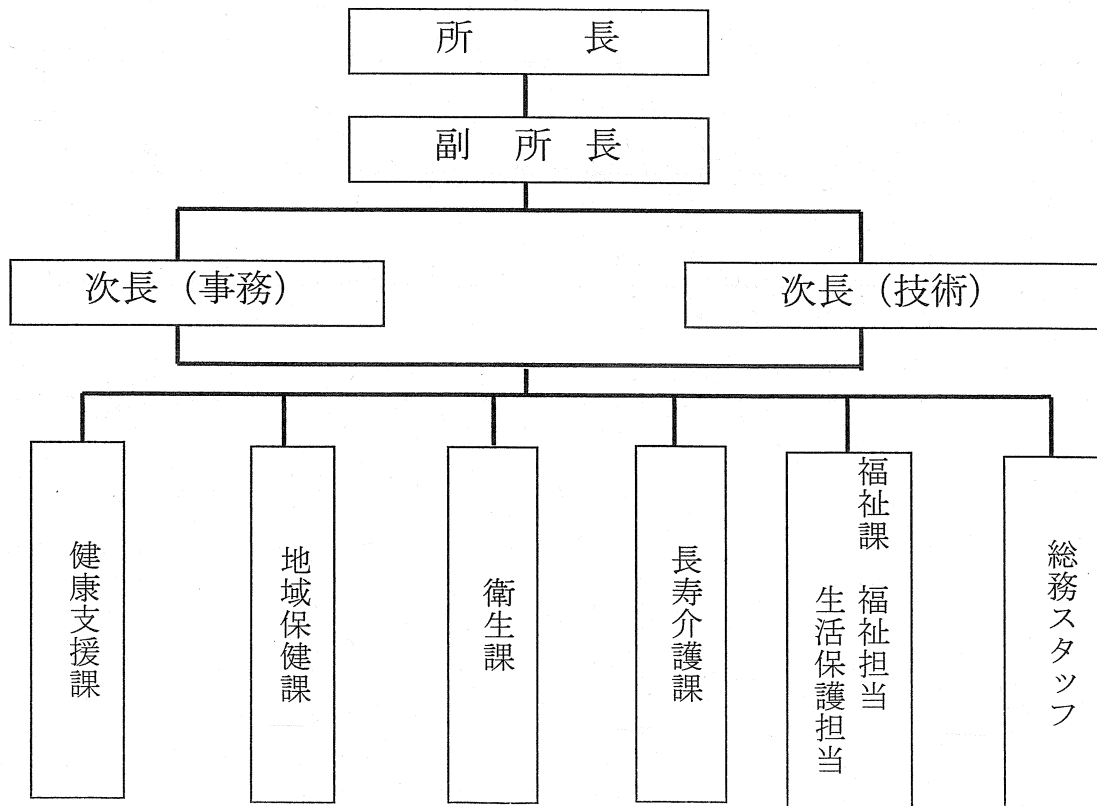 所長
副所長
次長（事務）
次長（技術）
健康支援課
地域保健課
衛生課
長寿介護課
福祉課　福祉担当
生活保護担当
総務スタッフ